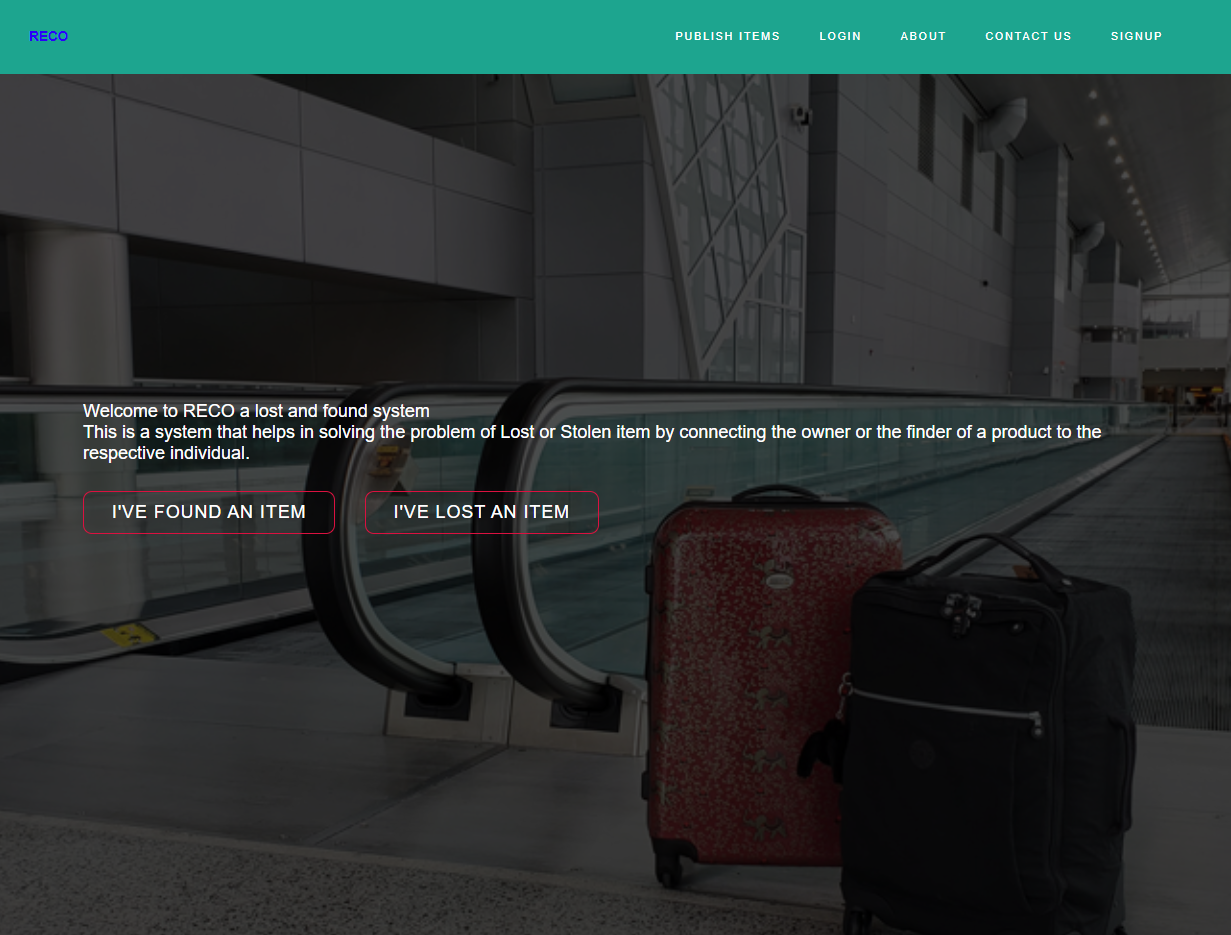 RECO
PUBLISH ITEMS
LOGIN
ABOUT
CONTACT US
SIGNUP
Welcome to RECO a lost and found system
This is a system that helps in solving the problem of Lost or Stolen item by connecting the owner or the finder of a product to the
respective individual.
I'VE FOUND AN ITEM
I'VE LOST AN ITEM